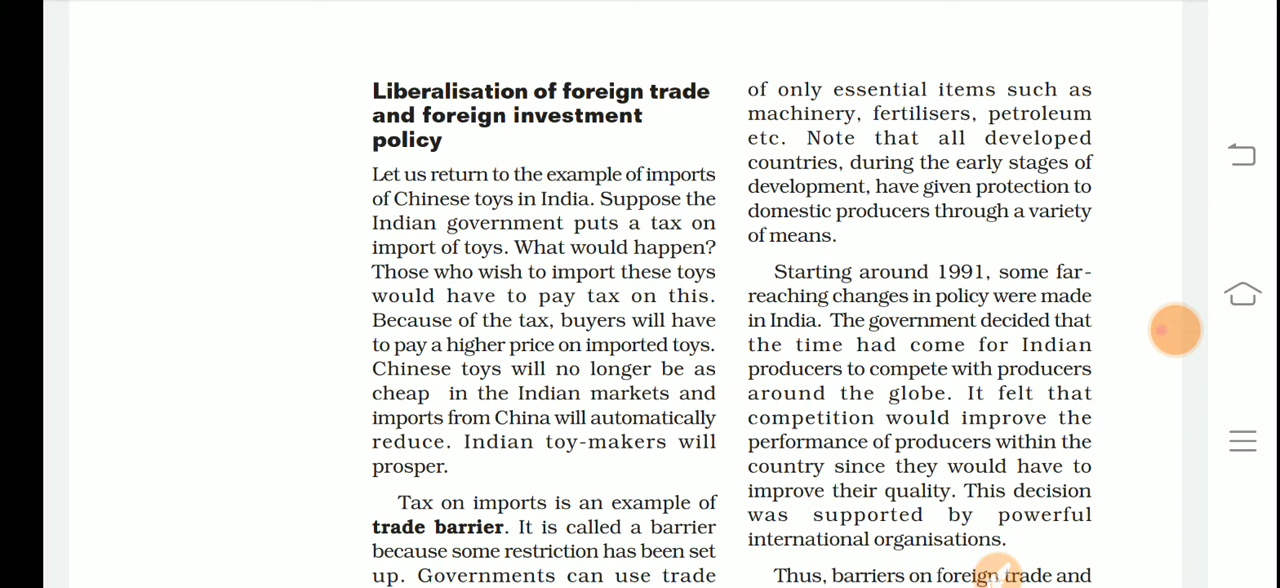 Liberalisation of foreign trade
and foreign investment
policy
Let us return to the example of imports
of Chinese toys in India. Suppose the
Indian government puts a tax on
import of toys. What would happen?
Those who wish to import these toys
would have to pay tax on this.
Because of the tax, buyers will have
to pay a higher price on imported toys.
Chinese toys will no longer be as
cheap in the Indian markets and
imports from China will automatically
reduce. Indian toy-makers will
prosper.
Tax on imports is an example of
trade barrier. It is called a barrier
because some restriction has been set
up. Governments can use trade
of only essential items such as
machinery, fertilisers, petroleum
etc. Note that all developed
countries, during the early stages of
development, have given protection to
domestic producers through a variety
of means.
Starting around 1991, some far-
reaching changes in policy were made
in India. The government decided that
the time had come for Indian
producers to compete with producers
around the globe. It felt that
competition would improve the
performance of producers within the
country since they would have to
improve their quality. This decision
was supported by powerful
international organisations.
Thus, barriers on foreign trade and